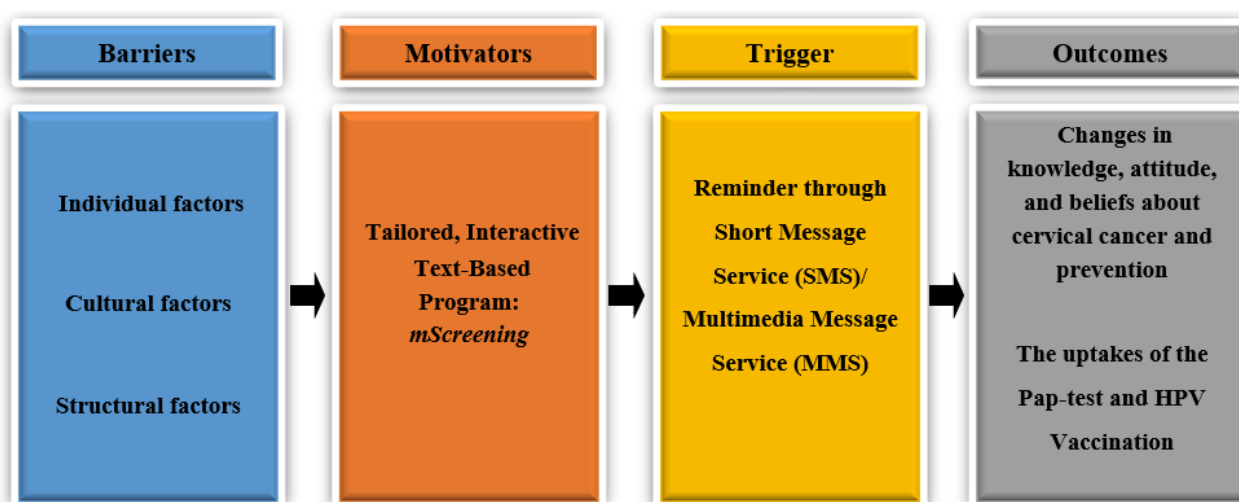 Barriers
Individual factors
Cultural factors
Structural factors
Motivators
Tailored, Interactive
Text-Based
Program:
mScreening
Trigger
Reminder through
Short Message
Service (SMS)/
Multimedia Message
Service (MMS)
Outcomes
Changes in
knowledge, attitude,
and beliefs about
cervical cancer and
prevention
The uptakes of the
Pap-test and HPV
Vaccination